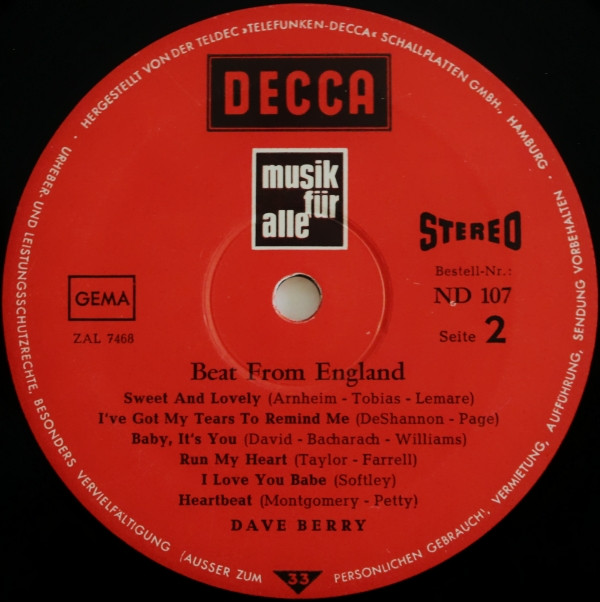 · HERGESTELLT VON DER TELDEC »TELEFUNKEN-DECCA« SCHALLPLATTEN GMBH., HAMBURG ·
DECCA
musik
für
alle
STEREO
Bestell-Nr.:
ND 107
Seite 2
GEMA
ZAL 7468
Beat From England
Sweet And Lovely (Arnheim - Tobias - Lemare)
I've Got My Tears To Remind Me (DeShannon - Page)
Baby, It's You (David - Bacharach - Williams)
Run My Heart (Taylor - Farrell)
I Love You Babe (Softley)
Heartbeat (Montgomery - Petty)
DAVE BERRY
URHEBER- UND LEISTUNGSSCHUTZRECHTE, BESONDERS VERVIELFÄLTIGUNG (AUSSER ZUM PERSÖNLICHEN GEBRAUCH), VERMIETUNG, AUFFÜHRUNG, SENDUNG VORBEHALTEN
33